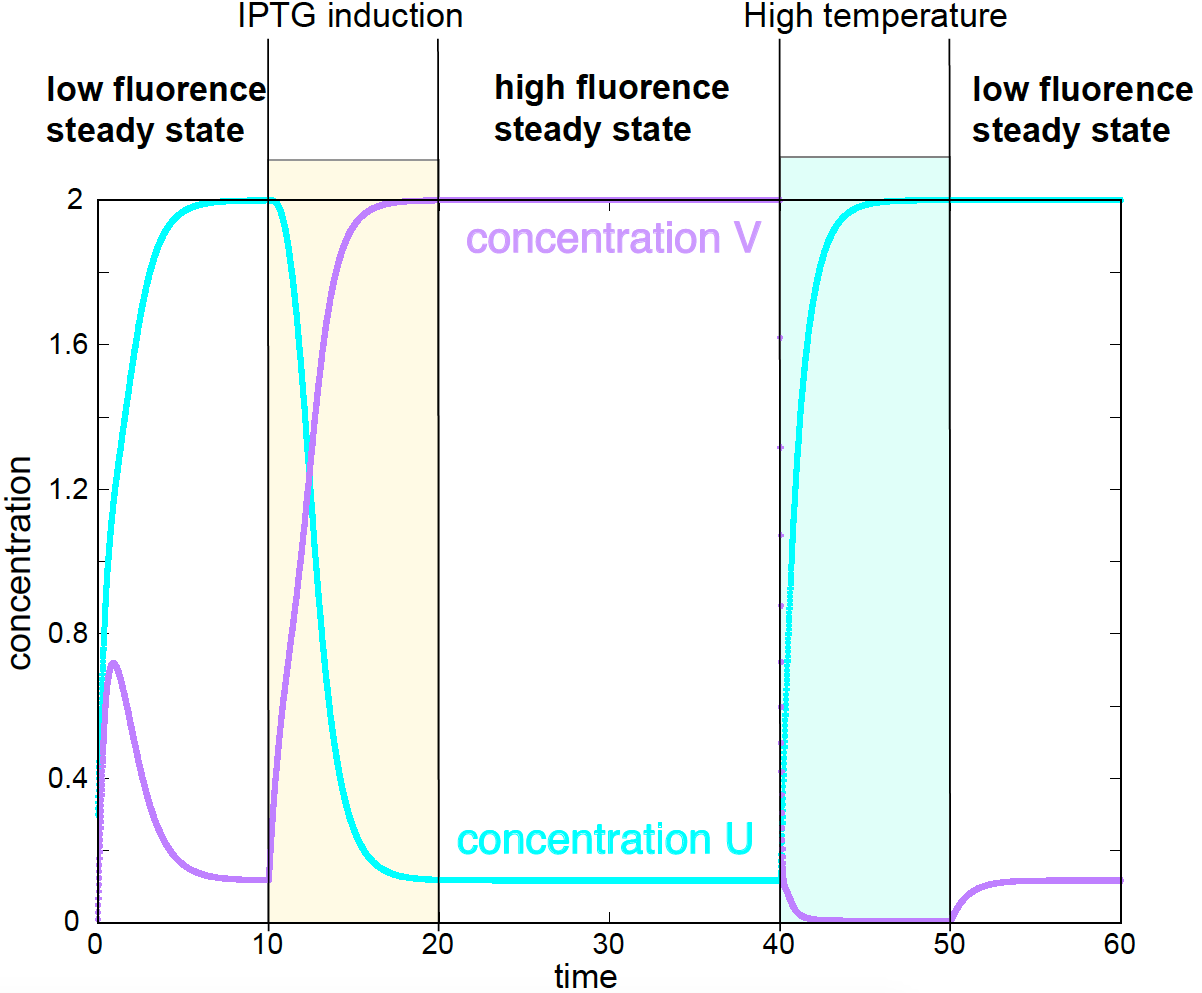 IPTG induction
High temperature
low fluorence
steady state
high fluorence
steady state
low fluorence
steady state
2
1.6
1.2
0.8
0.4
0
concentration
concentration V
concentration U
0
10
20
30
40
50
60
time